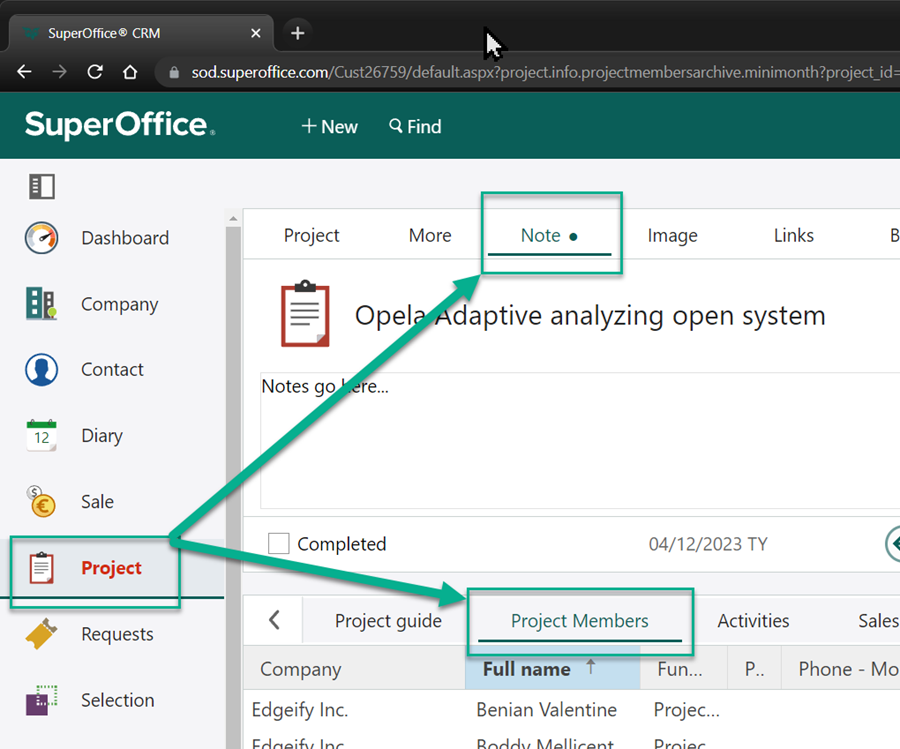 SuperOffice® CRM
sod.superoffice.com/Cust26759/default.aspx?project.info.projectmembersarchive.minimonth?project_id=
SuperOffice®
+ New
Find
Dashboard
Company
Contact
12
Diary
Sale
Project
Requests
Selection
Project More Note Image Links B
Opela Adaptive analyzing open system
Notes go here...
Completed 04/12/2023 TY
Project guide Project Members Activities Sales
Company Full name Fun... P.. Phone - Mo
Edgeify Inc. Benian Valentine Projec...
Edgeify Inc. Boddy Mellicent Projec